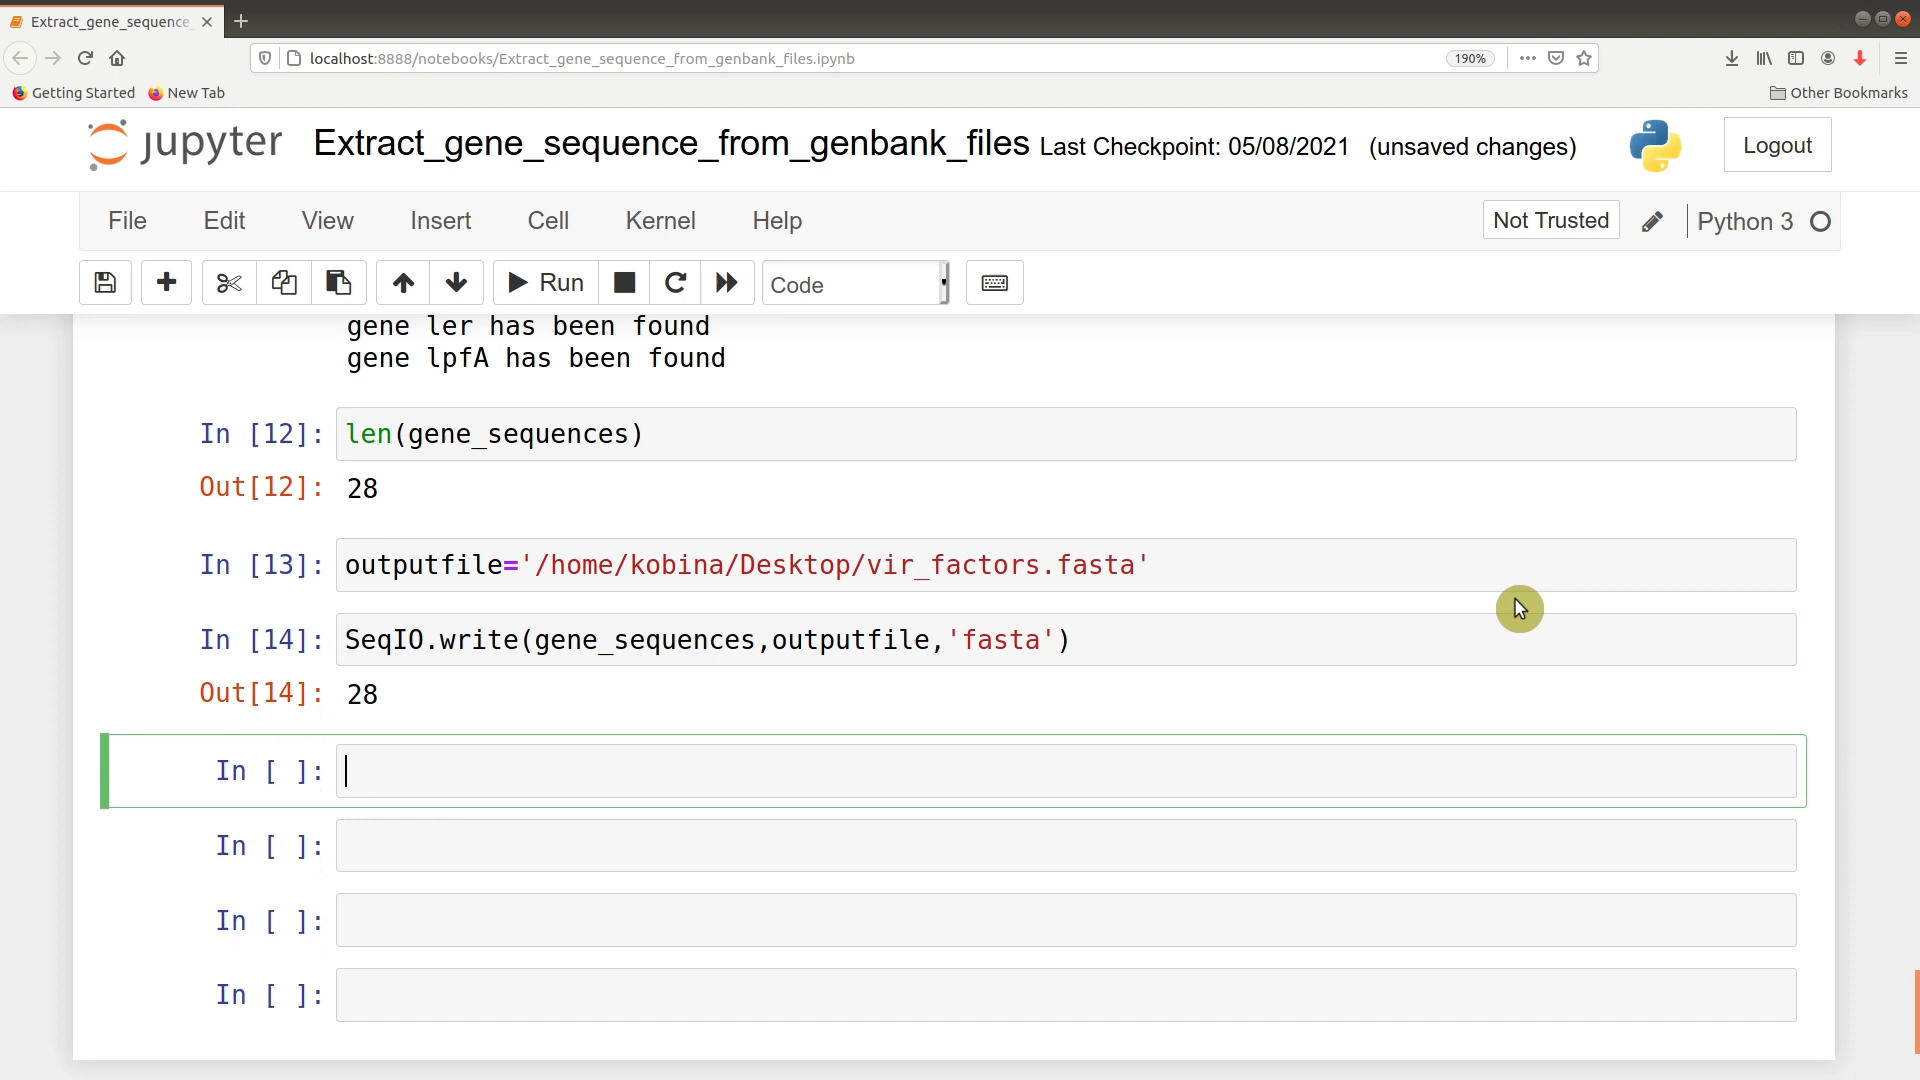 Extract_gene_sequence_
localhost:8888/notebooks/Extract_gene_sequence_from_genbank_files.ipynb
190%
Getting Started
New Tab
Other Bookmarks
jupyter
Extract_gene_sequence_from_genbank_files Last Checkpoint: 05/08/2021 (unsaved changes)
Logout
File Edit View Insert Cell Kernel Help
Not Trusted
Python 3
Run
Code
gene ler has been found
gene lpfA has been found
In [12]: len(gene_sequences)
Out[12]: 28
In [13]: outputfile='/home/kobina/Desktop/vir_factors.fasta'
In [14]: SeqIO.write(gene_sequences,outputfile,'fasta')
Out[14]: 28
In [ ]:
In [ ]:
In [ ]:
In [ ]: